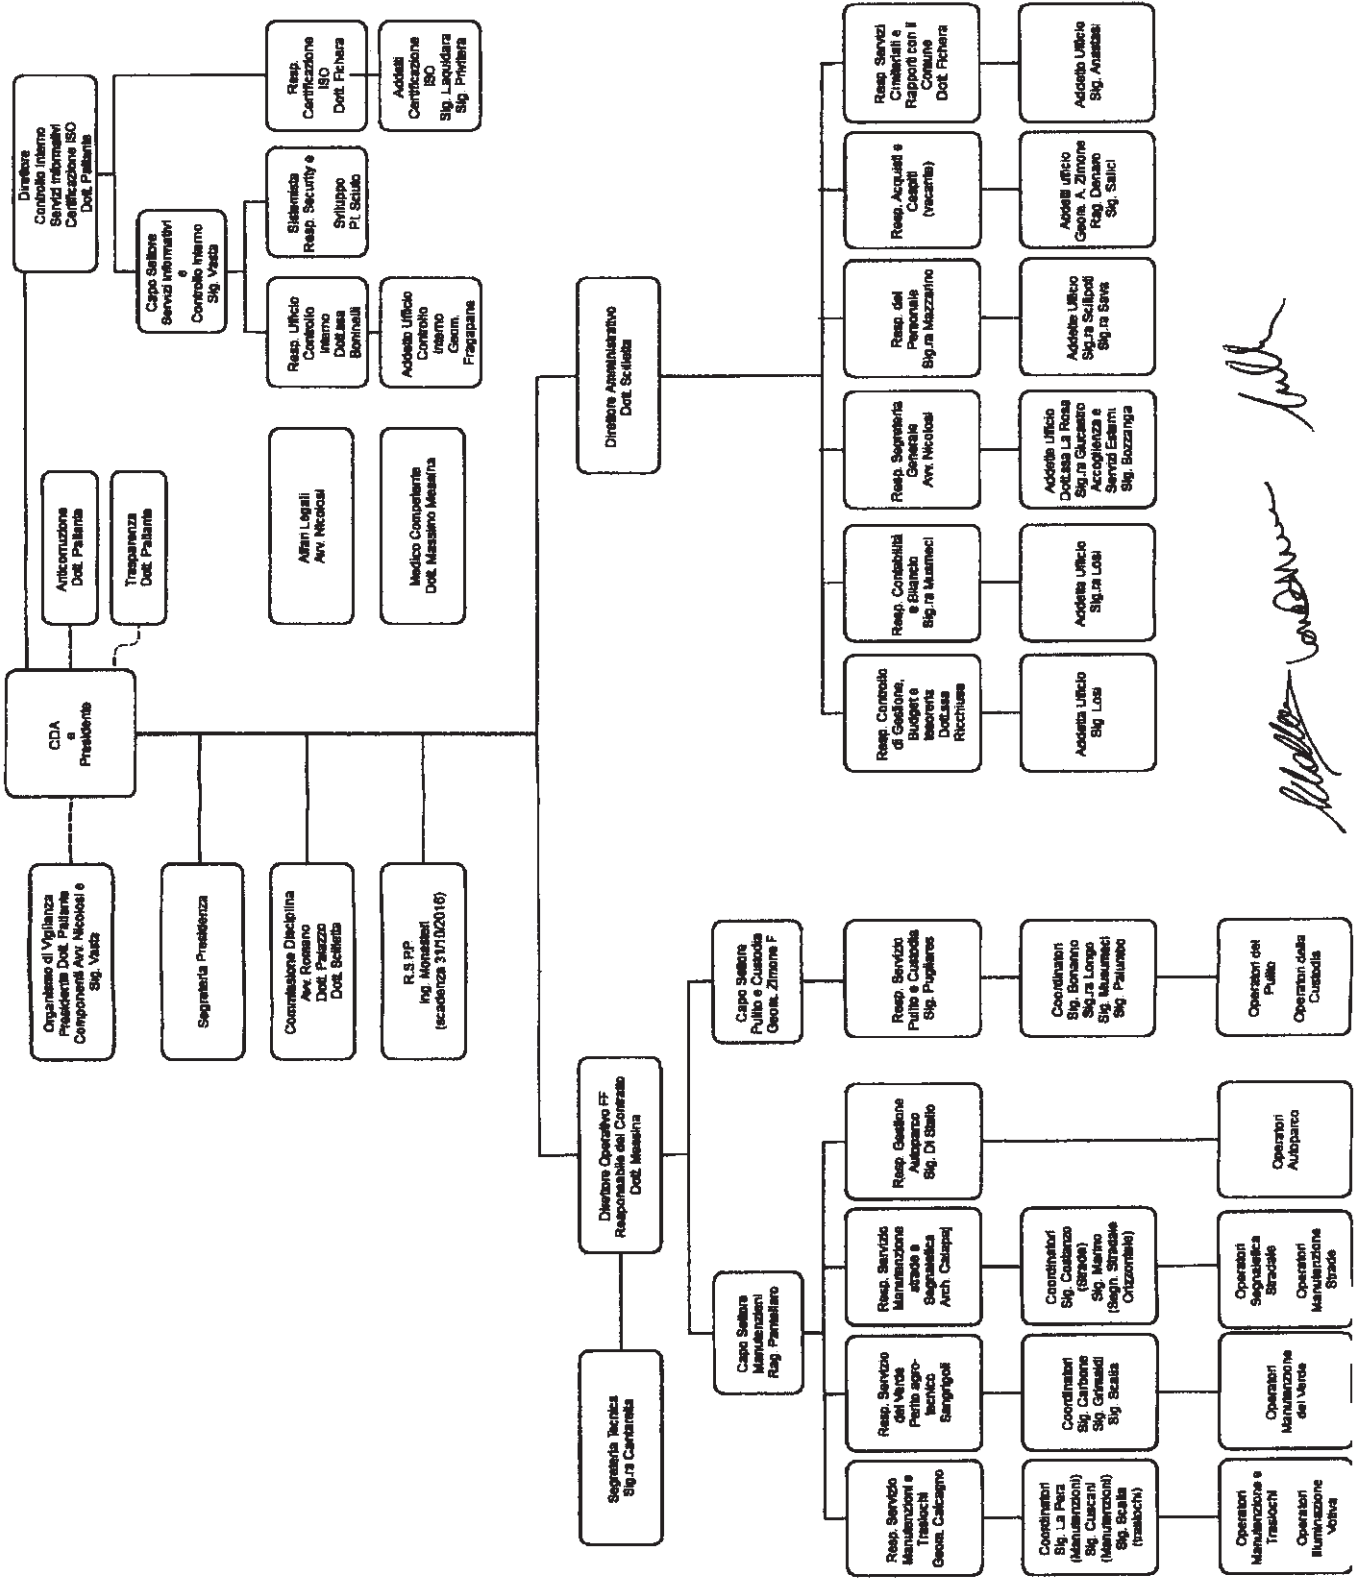 CDA
e
Presidente
Organismo di Vigilanza
Presidente Dott. Pallante
Componenti Avv. Nicolosi e
Sig. Vasta
Anticorruzione
Dott. Pallante
Trasparenza
Dott. Pallante
Direttore
Controllo Interno
Servizi Informativi
Certificazione ISO
Dott. Pallante
Segreteria Presidenza
Commissione Disciplina
Avv. Rosano
Dott. Palazzo
Dott. Scilletta
R.S.P.P
Ing. Monasteri
(scadenza 31/10/2016)
Affari Legali
Avv. Nicolosi
Medico Competente
Dott. Massimo Messina
Capo Settore
Servizi Informativi
e
Controllo Interno
Sig. Vasta
Resp. Ufficio
Controllo
Interno
Dott.ssa
Boninelli
Sistemista
Resp. Security e
Sviluppo
P.I. Sciuto
Resp.
Certificazione
ISO
Dott. Fichera
Addetto Ufficio
Controllo
Interno
Geom.
Fragapane
Addetti
Certificazione
ISO
Sig. Laquidara
Sig. Privitera
Segreteria Tecnica
Sig.ra Cantarella
Direttore Operativo FF
Responsabile del Contratto
Dott. Messina
Direttore Amministrativo
Dott. Scilletta
Capo Settore
Manutenzioni
Rag. Pantellaro
Capo Settore
Pulito e Custodia
Geom. Zimone F
Resp. Servizio
Manutenzioni e
Traslochi
Geom. Calcagno
Resp. Servizio
del Verde
Perito agro-
tecnico
Sangrigoli
Resp. Servizio
Manutenzione
strade e
Segnaletica
Arch. Calapaj
Resp. Gestione
Autoparco
Sig. Di Stallo
Resp. Servizio
Pulito e Custodia
Sig. Pugliares
Resp. Controllo
di Gestione,
Budget e
tesoreria
Dott.ssa
Ricchiusa
Resp. Contabilità
e Bilancio
Sig.ra Musmeci
Resp. Segreteria
Generale
Avv. Nicolosi
Resp. del
Personale
Sig.ra Mazzarino
Resp. Acquisti e
Cespiti
(vacante)
Resp Servizi
Cimiteriali e
Rapporti con il
Comune
Dott. Fichera
Coordinatori
Sig. La Pera
(Manutenzioni)
Sig. Cuscani
(Manutenzioni)
Sig. Scalia
(traslochi)
Coordinatori
Sig. Carbone
Sig. Grimaldi
Sig. Scalia
Coordinatori
Sig. Costanzo
(Strade)
Sig. Marino
(Segn. Stradale
Orizzontale)
Coordinatori
Sig. Bonanno
Sig.ra Longo
Sig. Musumeci
Sig. Palumbo
Addetta Ufficio
Sig Losi
Addetta Ufficio
Sig.ra Losi
Addette Ufficio
Dott.ssa La Rosa
Sig.ra Giucastro
Accoglienza e
Servizi Esterni
Sig. Bozzanga
Addette Ufficio
Sig.ra Scilipoti
Sig.ra Sava
Addetti ufficio
Geom. A. Zimone
Rag. Denaro
Sig. Salici
Addetto Ufficio
Sig. Anastasi
Operatori
Manutenzione e
Traslochi
Operatori
Illuminazione
Votiva
Operatori
Manutenzione
del Verde
Operatori
Segnaletica
Stradale
Operatori
Manutenzione
Strade
Operatori
Autoparco
Operatori del
Pulito
Operatori della
Custodia